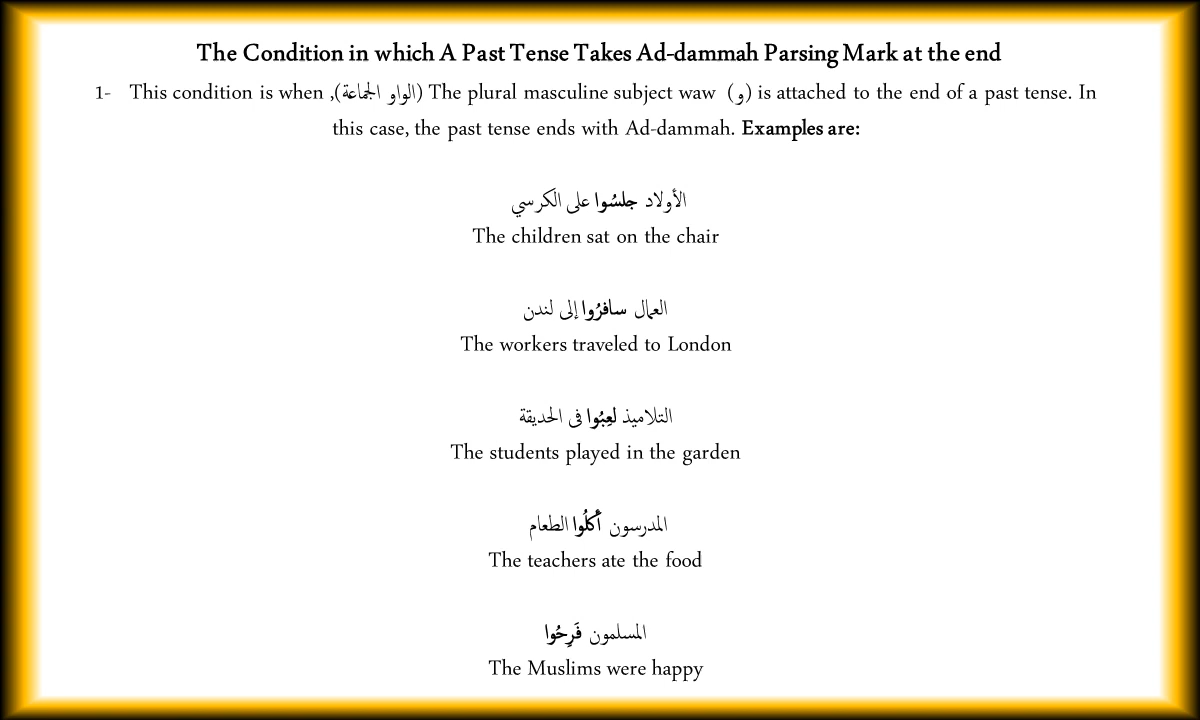 The Condition in which A Past Tense Takes Ad-dammah Parsing Mark at the end
1- This condition is when ,(الواو الجماعة) The plural masculine subject waw (و) is attached to the end of a past tense. In
this case, the past tense ends with Ad-dammah. Examples are:
الأولاد جلسُوا على الكرسي
The children sat on the chair
العمال سافرُوا إلى لندن
The workers traveled to London
التلاميذ لعِبُوا فى الحديقة
The students played in the garden
المدرسون أكلُوا الطعام
The teachers ate the food
المسلمون فَرِحُوا
The Muslims were happy